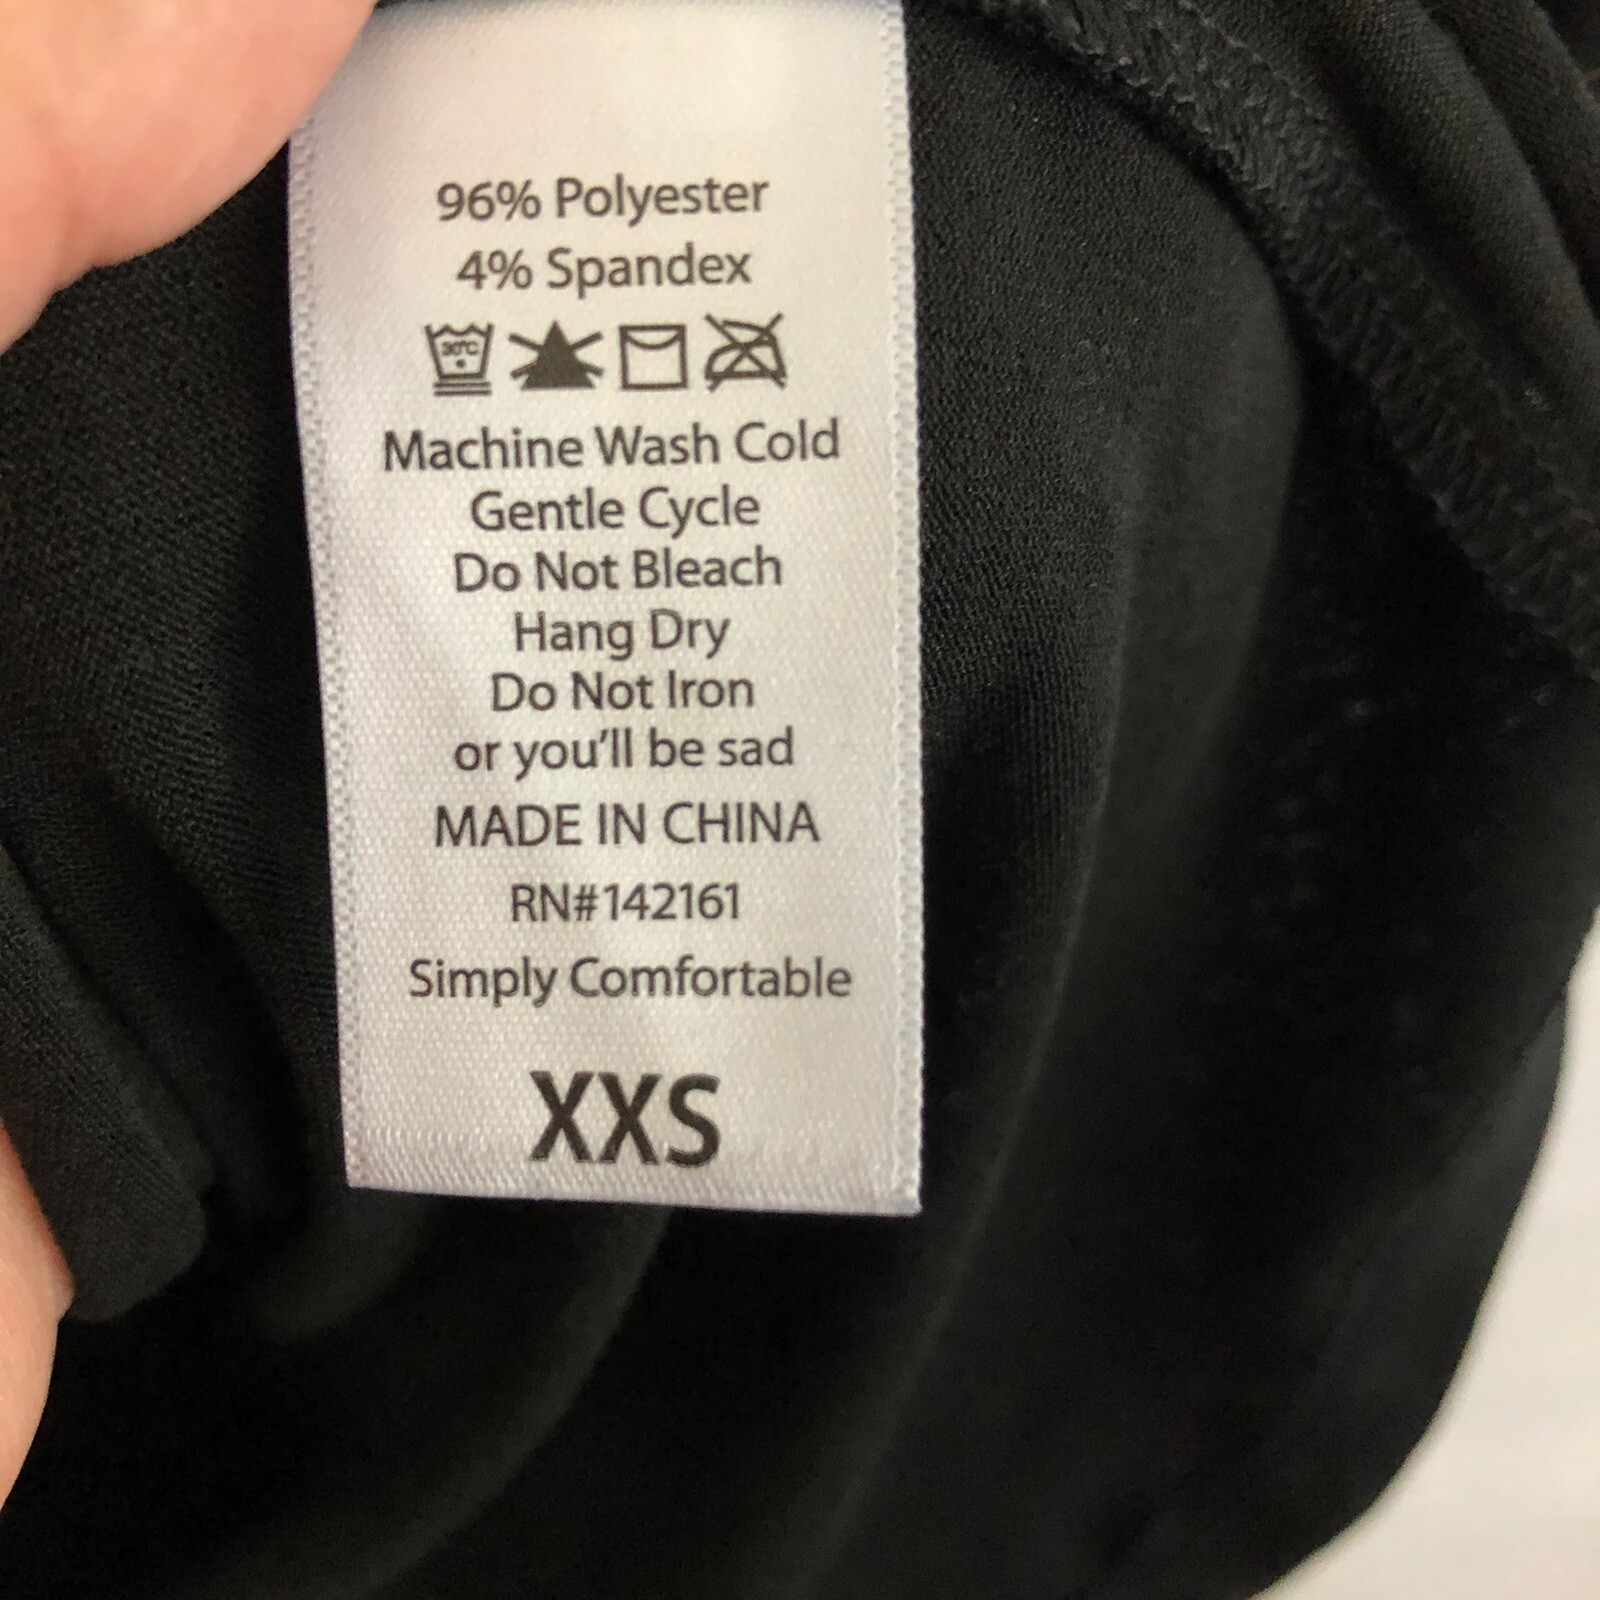 96% Polyester
4% Spandex
30°C
Machine Wash Cold
Gentle Cycle
Do Not Bleach
Hang Dry
Do Not Iron
or you'll be sad
MADE IN CHINA
RN#142161
Simply Comfortable
XXS